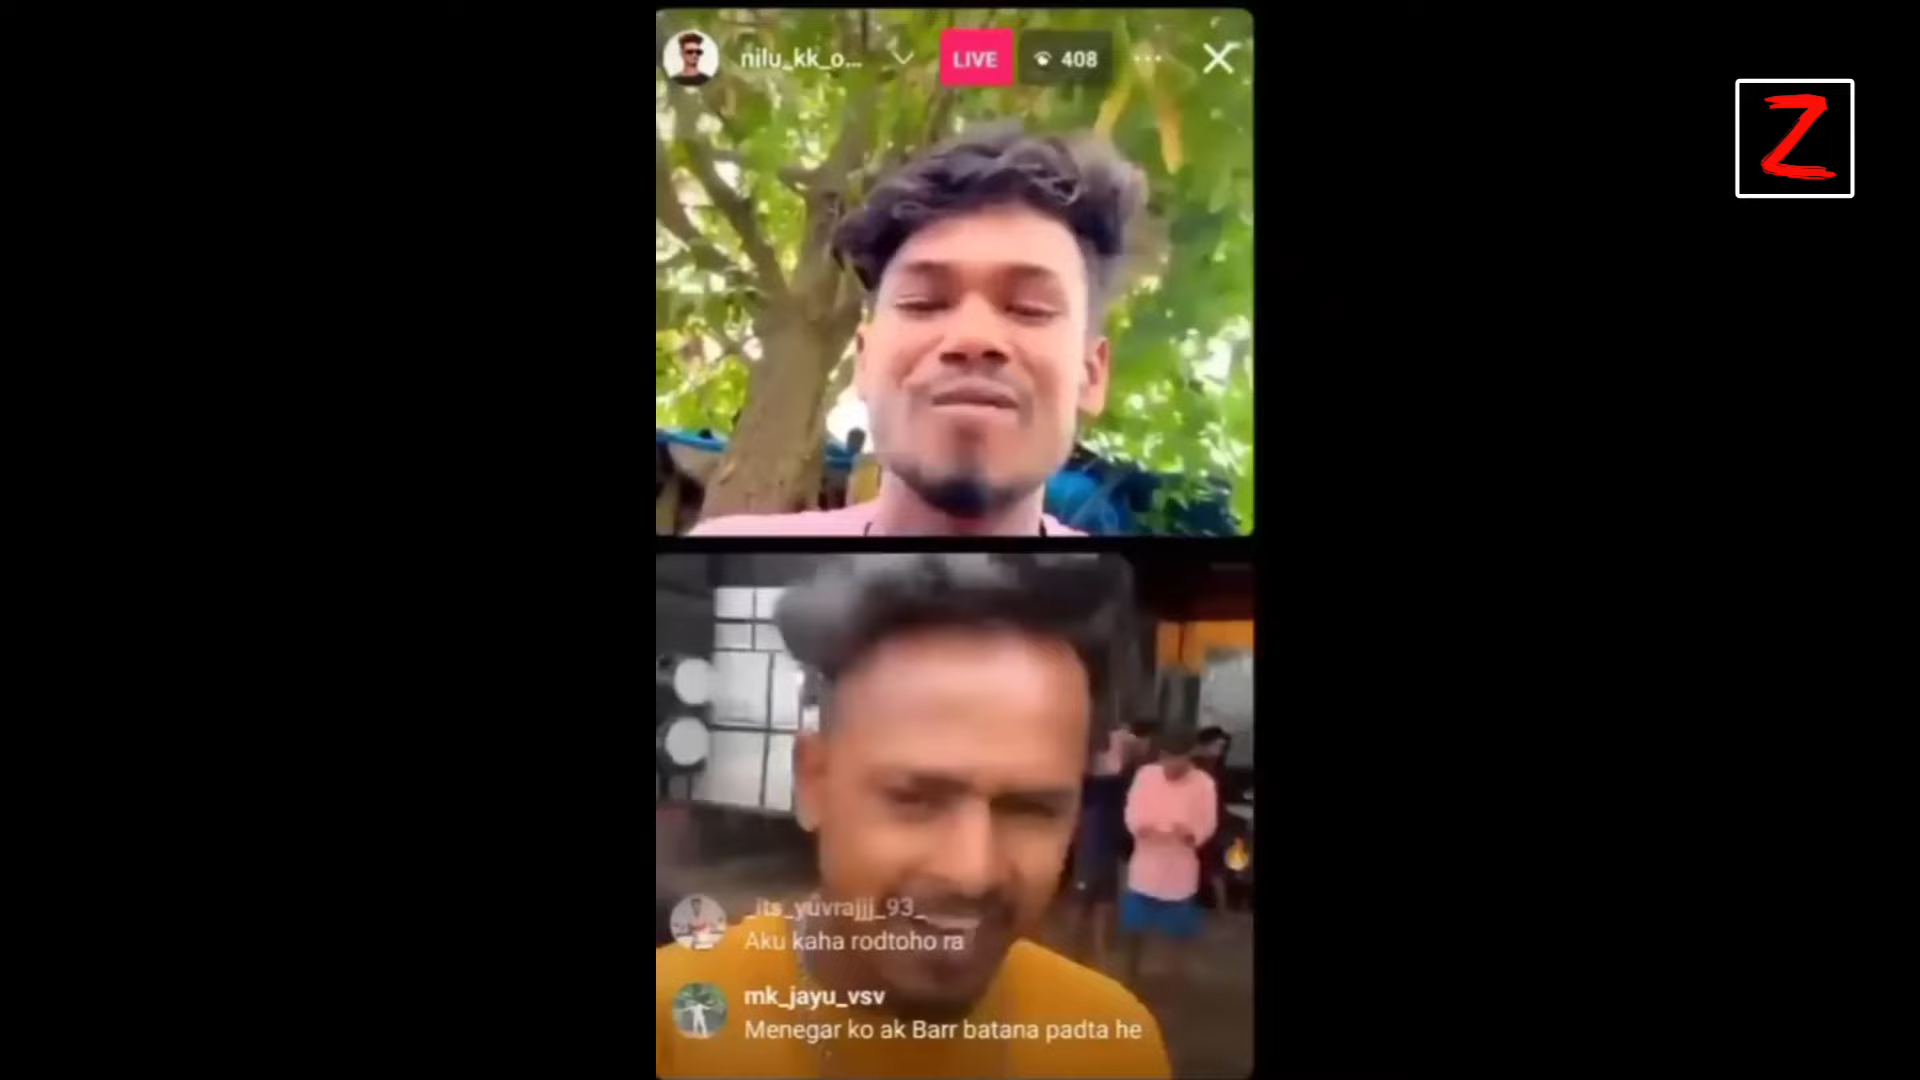 nilu_kk_o...
LIVE
408
Z
_its_yuvrajjj_93_
Aku kaha rodtoho ra
mk_jayu_vsv
Menegar ko ak Barr batana padta he